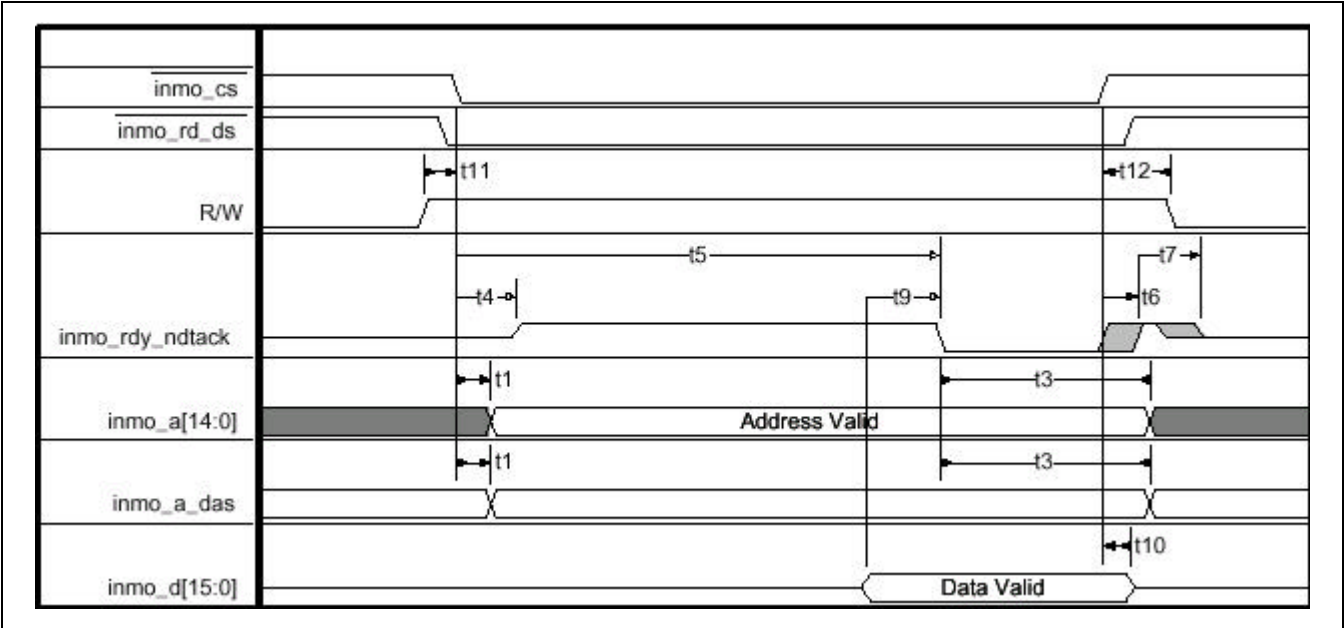 inmo_cs
inmo_rd_ds
t11
t12
R/W
t5
t7
t4
t9
t6
inmo_rdy_ndtack
t1
t3
inmo_a[14:0]
Address Valid
t1
t3
inmo_a_das
t10
inmo_d[15:0]
Data Valid